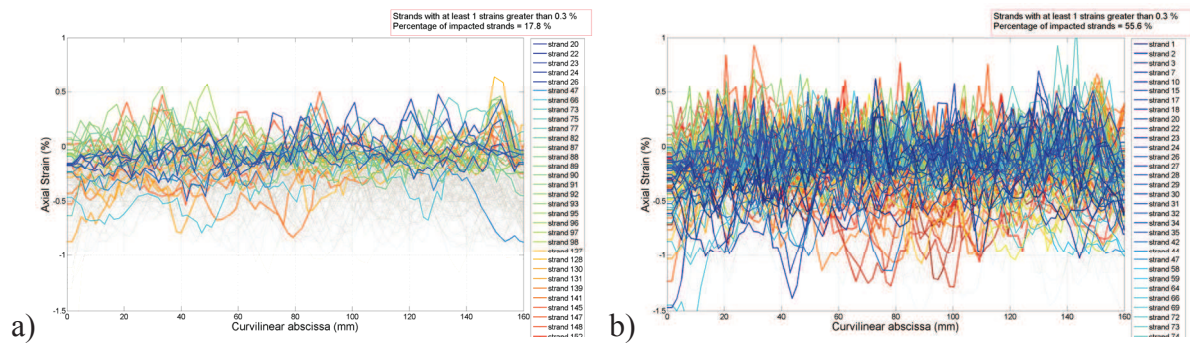 Strands with at least 1 strains greater than 0.3 %
Percentage of impacted strands = 17.8 %
1
0.5
0
-0.5
-1
-1.5
Axial Strain (%)
0
20
40
60
80
100
120
140
160
Curvilinear abscissa (mm)
strand 20
strand 22
strand 23
strand 24
strand 26
strand 47
strand 66
strand 73
strand 75
strand 77
strand 82
strand 87
strand 88
strand 89
strand 90
strand 91
strand 92
strand 93
strand 95
strand 96
strand 97
strand 98
strand 127
strand 128
strand 130
strand 131
strand 139
strand 141
strand 145
strand 147
strand 148
strand 152
a)
Strands with at least 1 strains greater than 0.3 %
Percentage of impacted strands = 55.6 %
1
0.5
0
-0.5
-1
-1.5
Axial Strain (%)
0
20
40
60
80
100
120
140
160
Curvilinear abscissa (mm)
strand 1
strand 2
strand 3
strand 7
strand 10
strand 15
strand 17
strand 18
strand 20
strand 22
strand 23
strand 24
strand 26
strand 27
strand 28
strand 29
strand 30
strand 31
strand 32
strand 34
strand 35
strand 42
strand 44
strand 47
strand 58
strand 59
strand 64
strand 66
strand 69
strand 72
strand 73
strand 74
b)